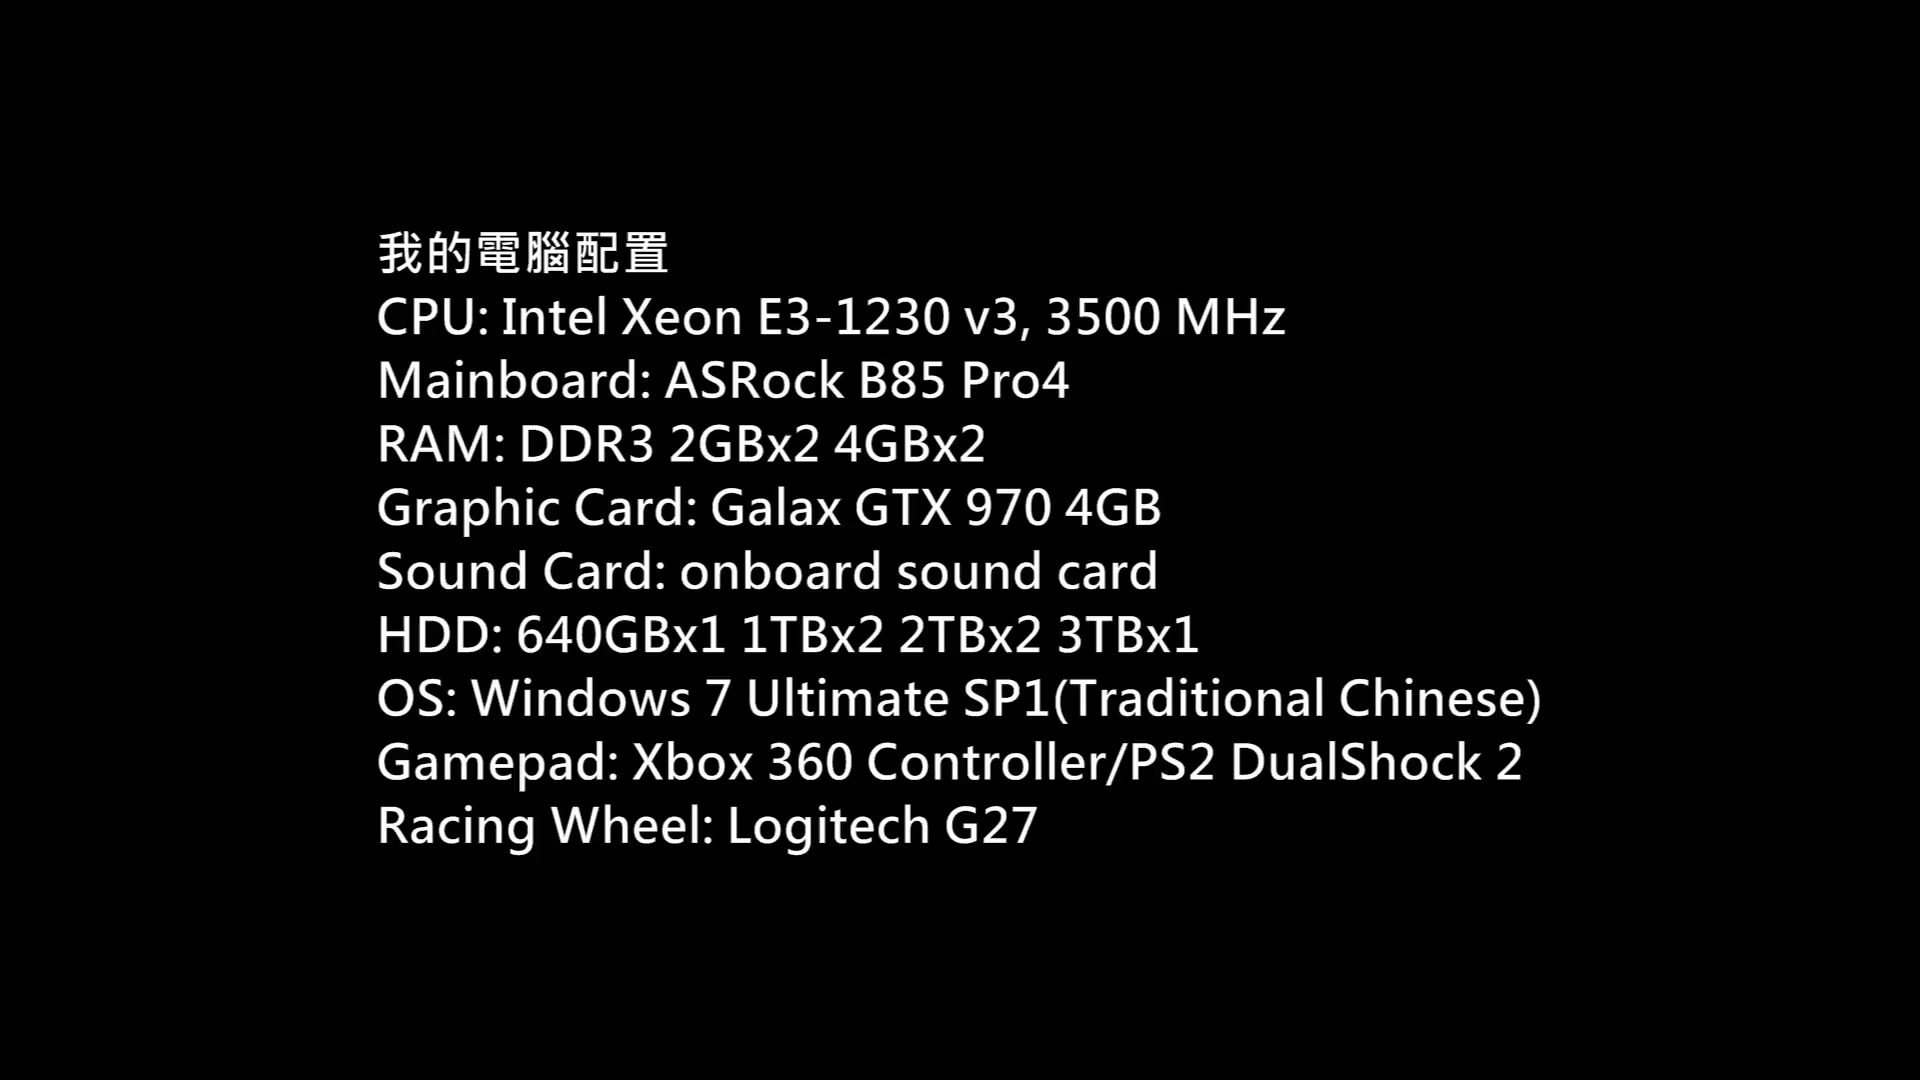 我的電腦配置
CPU: Intel Xeon E3-1230 v3, 3500 MHz
Mainboard: ASRock B85 Pro4
RAM: DDR3 2GBx2 4GBx2
Graphic Card: Galax GTX 970 4GB
Sound Card: onboard sound card
HDD: 640GBx1 1TBx2 2TBx2 3TBx1
OS: Windows 7 Ultimate SP1(Traditional Chinese)
Gamepad: Xbox 360 Controller/PS2 DualShock 2
Racing Wheel: Logitech G27